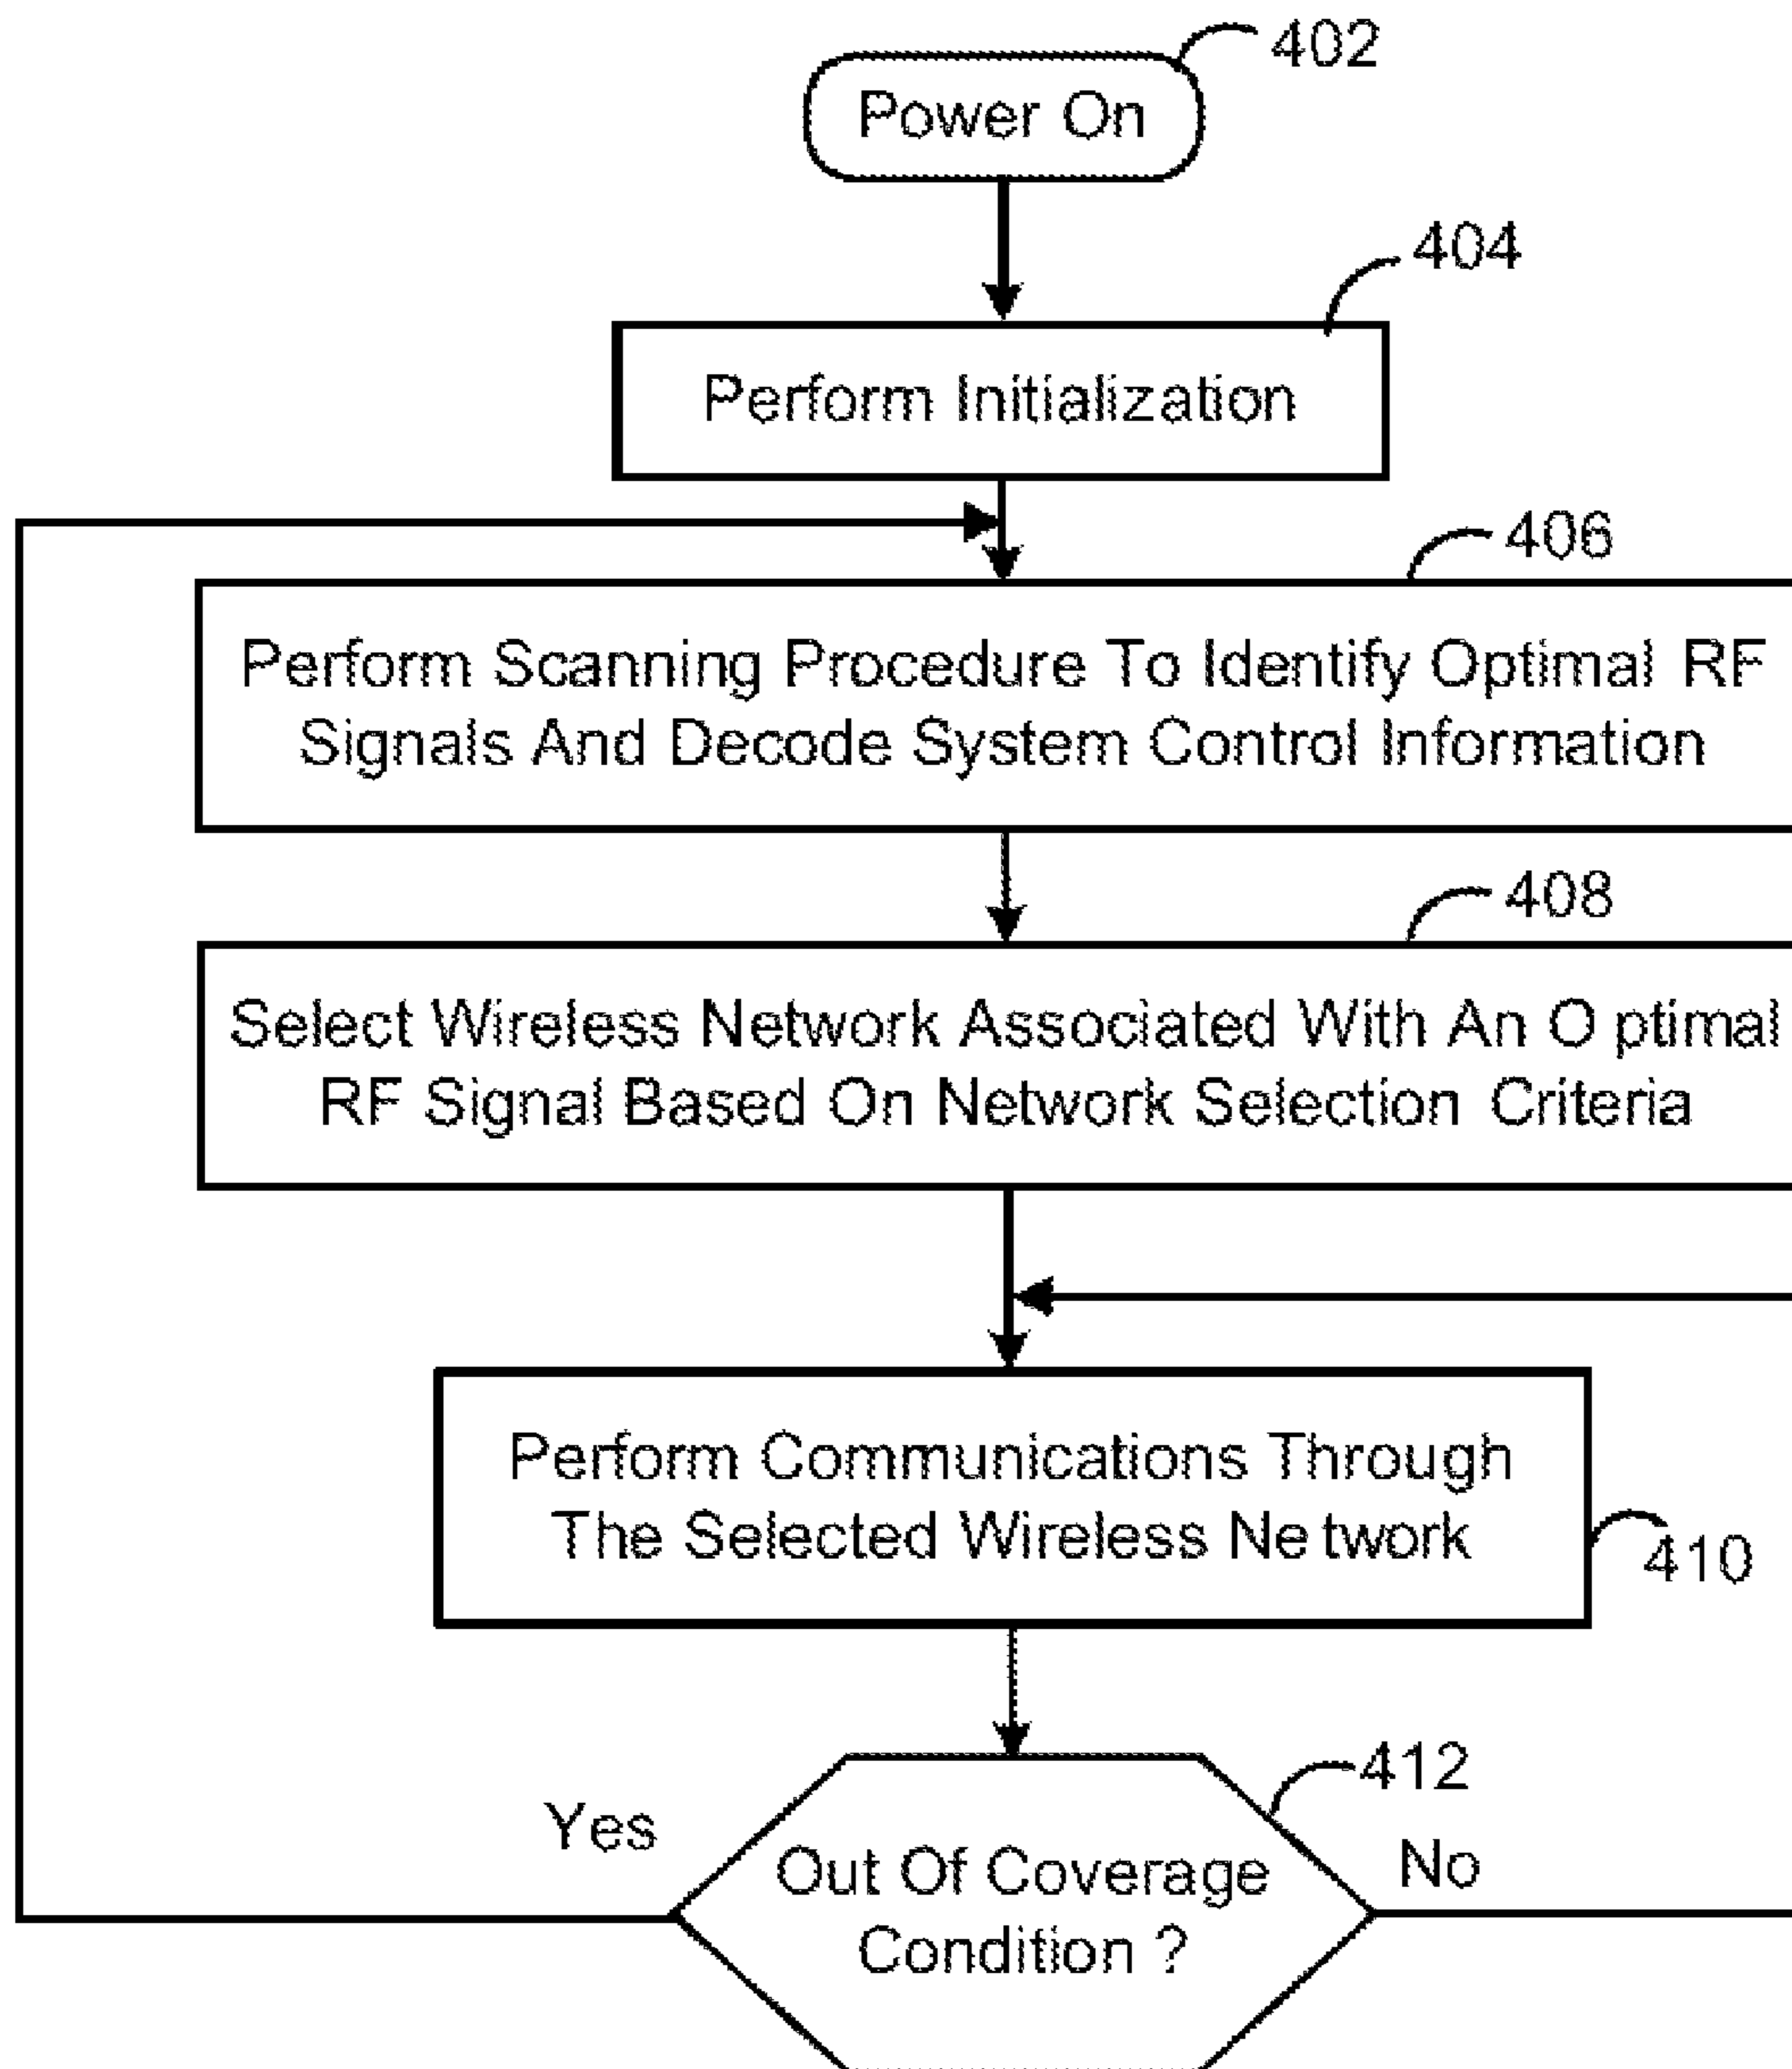 402
Power On
404
Perform Initialization
406
Perform Scanning Procedure To Identify Optimal RF
Signals And Decode System Control Information
408
Select Wireless Network Associated With An O ptimal
RF Signal Based On Network Selection Criteria
Perform Communications Through
The Selected Wireless Network
410
412
Yes
Out Of Coverage
Condition ?
No